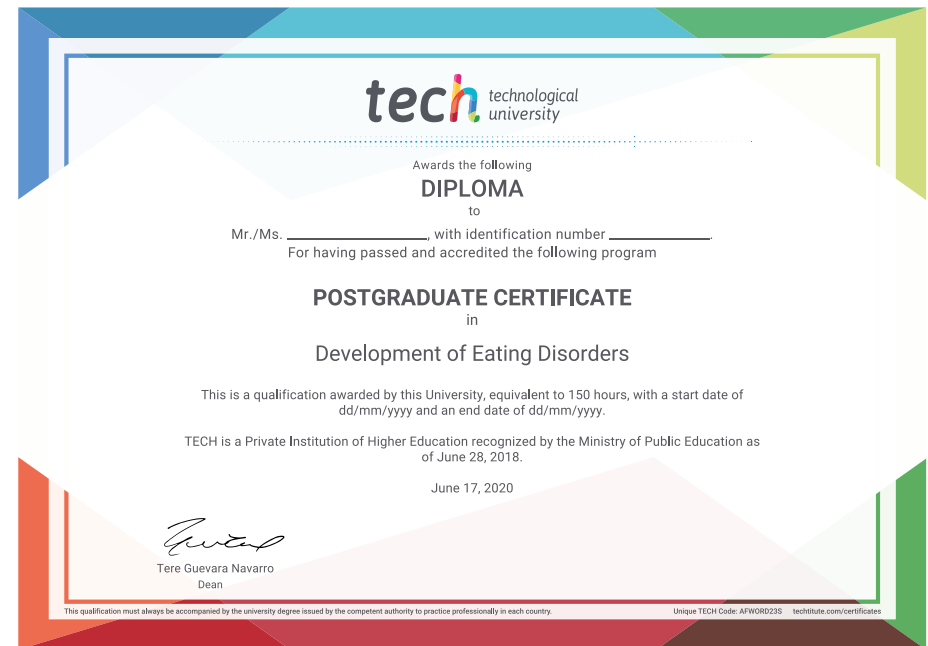 tech technological
university
Awards the following
DIPLOMA
to
Mr./Ms. ____________________, with identification number ______________.
For having passed and accredited the following program
POSTGRADUATE CERTIFICATE
in
Development of Eating Disorders
This is a qualification awarded by this University, equivalent to 150 hours, with a start date of
dd/mm/yyyy and an end date of dd/mm/yyyy.
TECH is a Private Institution of Higher Education recognized by the Ministry of Public Education as
of June 28, 2018.
June 17, 2020
Tere Guevara Navarro
Dean
This qualification must always be accompanied by the university degree issued by the competent authority to practice professionally in each country.
Unique TECH Code: AFWORD23S techtitute.com/certificates